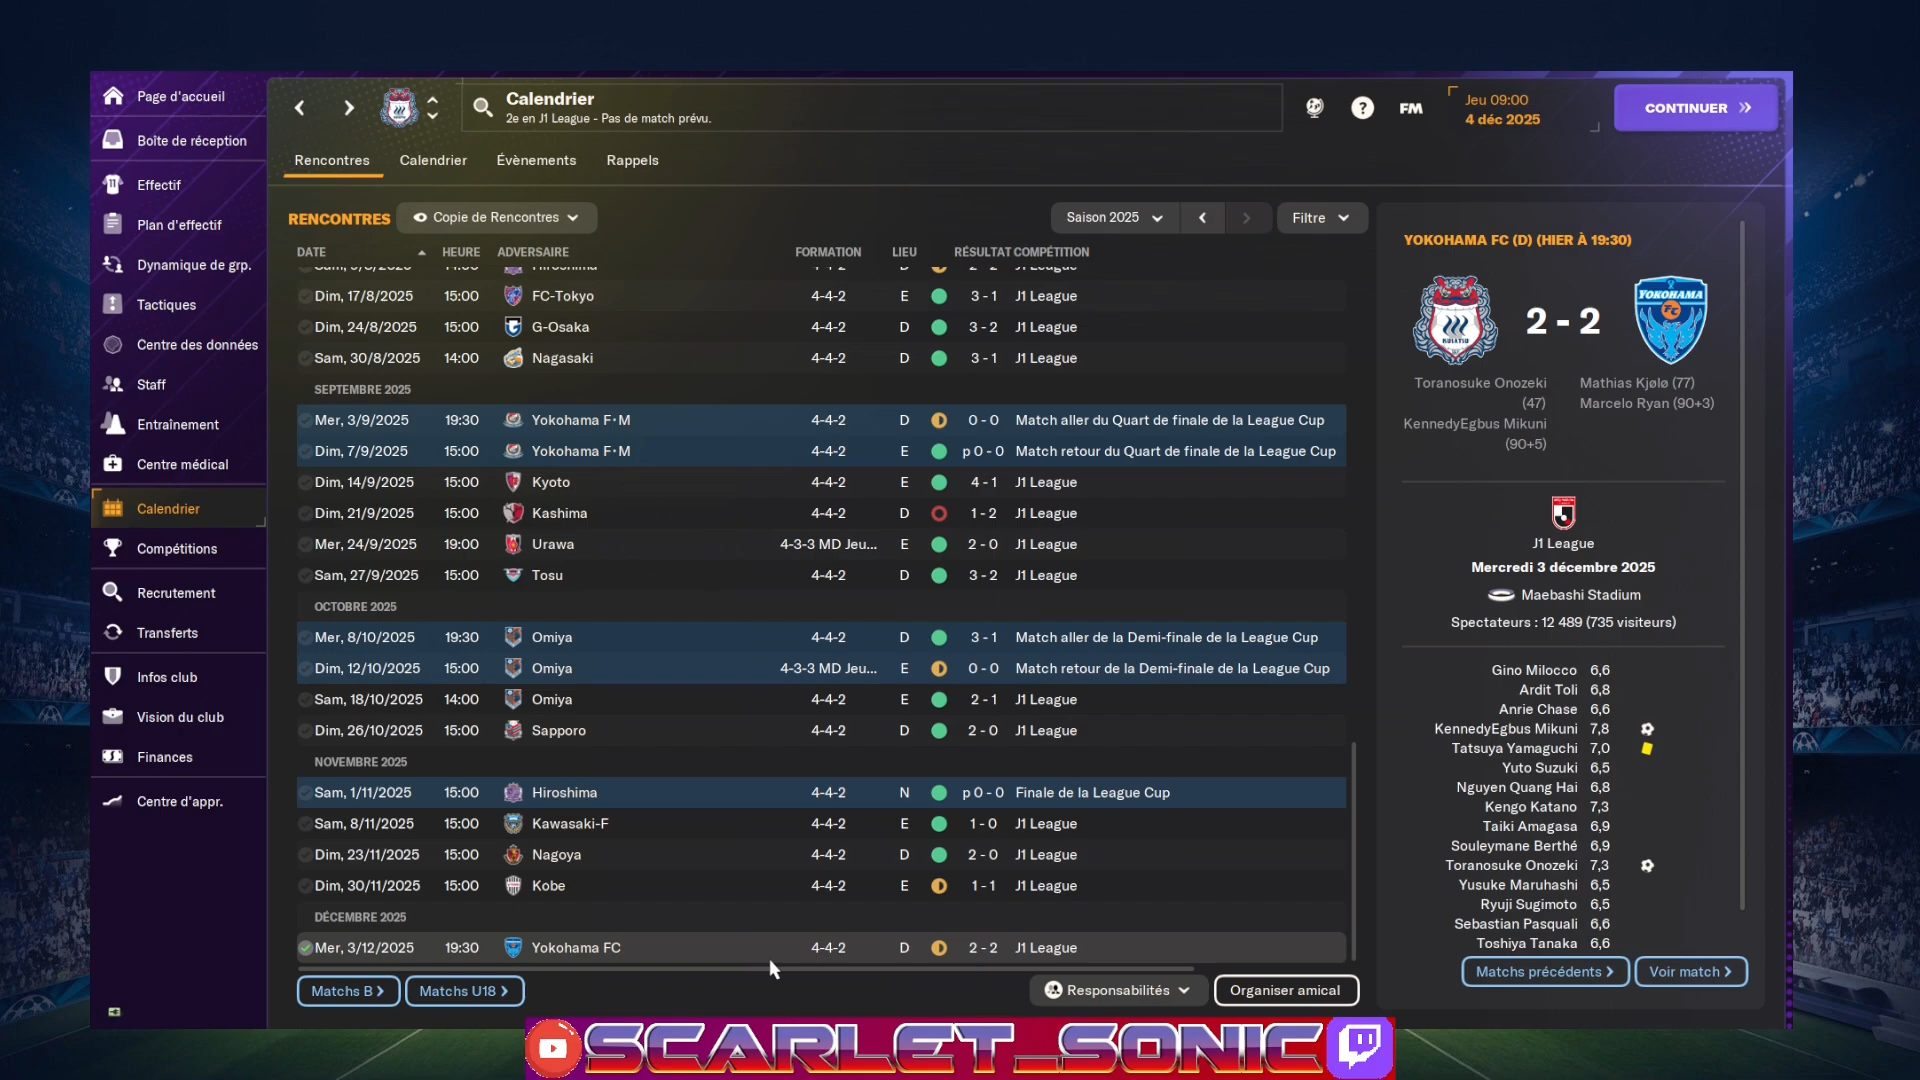 Page d'accueil
Boîte de réception
Effectif
Plan d'effectif
Dynamique de grp.
Tactiques
Centre des données
Staff
Entraînement
Centre médical
Calendrier
Compétitions
Recrutement
Transferts
Infos club
Vision du club
Finances
Centre d'appr.
Calendrier
2e en J1 League - Pas de match prévu.
FM
Jeu 09:00
4 déc 2025
CONTINUER
Rencontres Calendrier Évènements Rappels
RENCONTRES Copie de Rencontres Saison 2025 Filtre
DATE HEURE ADVERSAIRE FORMATION LIEU RÉSULTAT COMPÉTITION
Dim, 17/8/2025 15:00 FC-Tokyo 4-4-2 E 3 - 1 J1 League
Dim, 24/8/2025 15:00 G-Osaka 4-4-2 D 3 - 2 J1 League
Sam, 30/8/2025 14:00 Nagasaki 4-4-2 D 3 - 1 J1 League
SEPTEMBRE 2025
Mer, 3/9/2025 19:30 Yokohama F·M 4-4-2 D 0 - 0 Match aller du Quart de finale de la League Cup
Dim, 7/9/2025 15:00 Yokohama F·M 4-4-2 E p 0 - 0 Match retour du Quart de finale de la League Cup
Dim, 14/9/2025 15:00 Kyoto 4-4-2 E 4 - 1 J1 League
Dim, 21/9/2025 15:00 Kashima 4-4-2 D 1 - 2 J1 League
Mer, 24/9/2025 19:00 Urawa 4-3-3 MD Jeu... E 2 - 0 J1 League
Sam, 27/9/2025 15:00 Tosu 4-4-2 D 3 - 2 J1 League
OCTOBRE 2025
Mer, 8/10/2025 19:30 Omiya 4-4-2 D 3 - 1 Match aller de la Demi-finale de la League Cup
Dim, 12/10/2025 15:00 Omiya 4-3-3 MD Jeu... E 0 - 0 Match retour de la Demi-finale de la League Cup
Sam, 18/10/2025 14:00 Omiya 4-4-2 E 2 - 1 J1 League
Dim, 26/10/2025 15:00 Sapporo 4-4-2 D 2 - 0 J1 League
NOVEMBRE 2025
Sam, 1/11/2025 15:00 Hiroshima 4-4-2 N p 0 - 0 Finale de la League Cup
Sam, 8/11/2025 15:00 Kawasaki-F 4-4-2 E 1 - 0 J1 League
Dim, 23/11/2025 15:00 Nagoya 4-4-2 D 2 - 0 J1 League
Dim, 30/11/2025 15:00 Kobe 4-4-2 E 1 - 1 J1 League
DÉCEMBRE 2025
Mer, 3/12/2025 19:30 Yokohama FC 4-4-2 D 2 - 2 J1 League
Matchs B Matchs U18 Responsabilités Organiser amical
YOKOHAMA FC (D) (HIER À 19:30)
2 - 2
YOKOHAMA
FC
Toranosuke Onozeki
(47)
KennedyEgbus Mikuni
(90+5)
Mathias Kjølø (77)
Marcelo Ryan (90+3)
J1 League
Mercredi 3 décembre 2025
Maebashi Stadium
Spectateurs : 12 489 (735 visiteurs)
Gino Milocco 6,6
Ardit Toli 6,8
Anrie Chase 6,6
KennedyEgbus Mikuni 7,8
Tatsuya Yamaguchi 7,0
Yuto Suzuki 6,5
Nguyen Quang Hai 6,8
Kengo Katano 7,3
Taiki Amagasa 6,9
Souleymane Berthé 6,9
Toranosuke Onozeki 7,3
Yusuke Maruhashi 6,5
Ryuji Sugimoto 6,5
Sebastian Pasquali 6,6
Toshiya Tanaka 6,6
Matchs précédents Voir match
SCARLET_SONIC